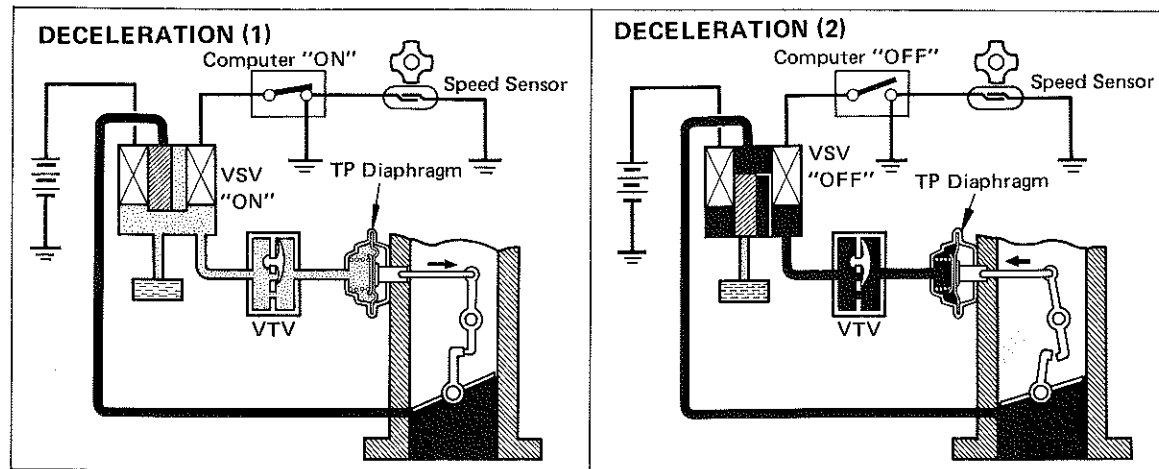 DECELERATION (1)
Computer "ON"
Speed Sensor
VSV
"ON"
TP Diaphragm
VTV
DECELERATION (2)
Computer "OFF"
Speed Sensor
VSV
"OFF"
TP Diaphragm
VTV